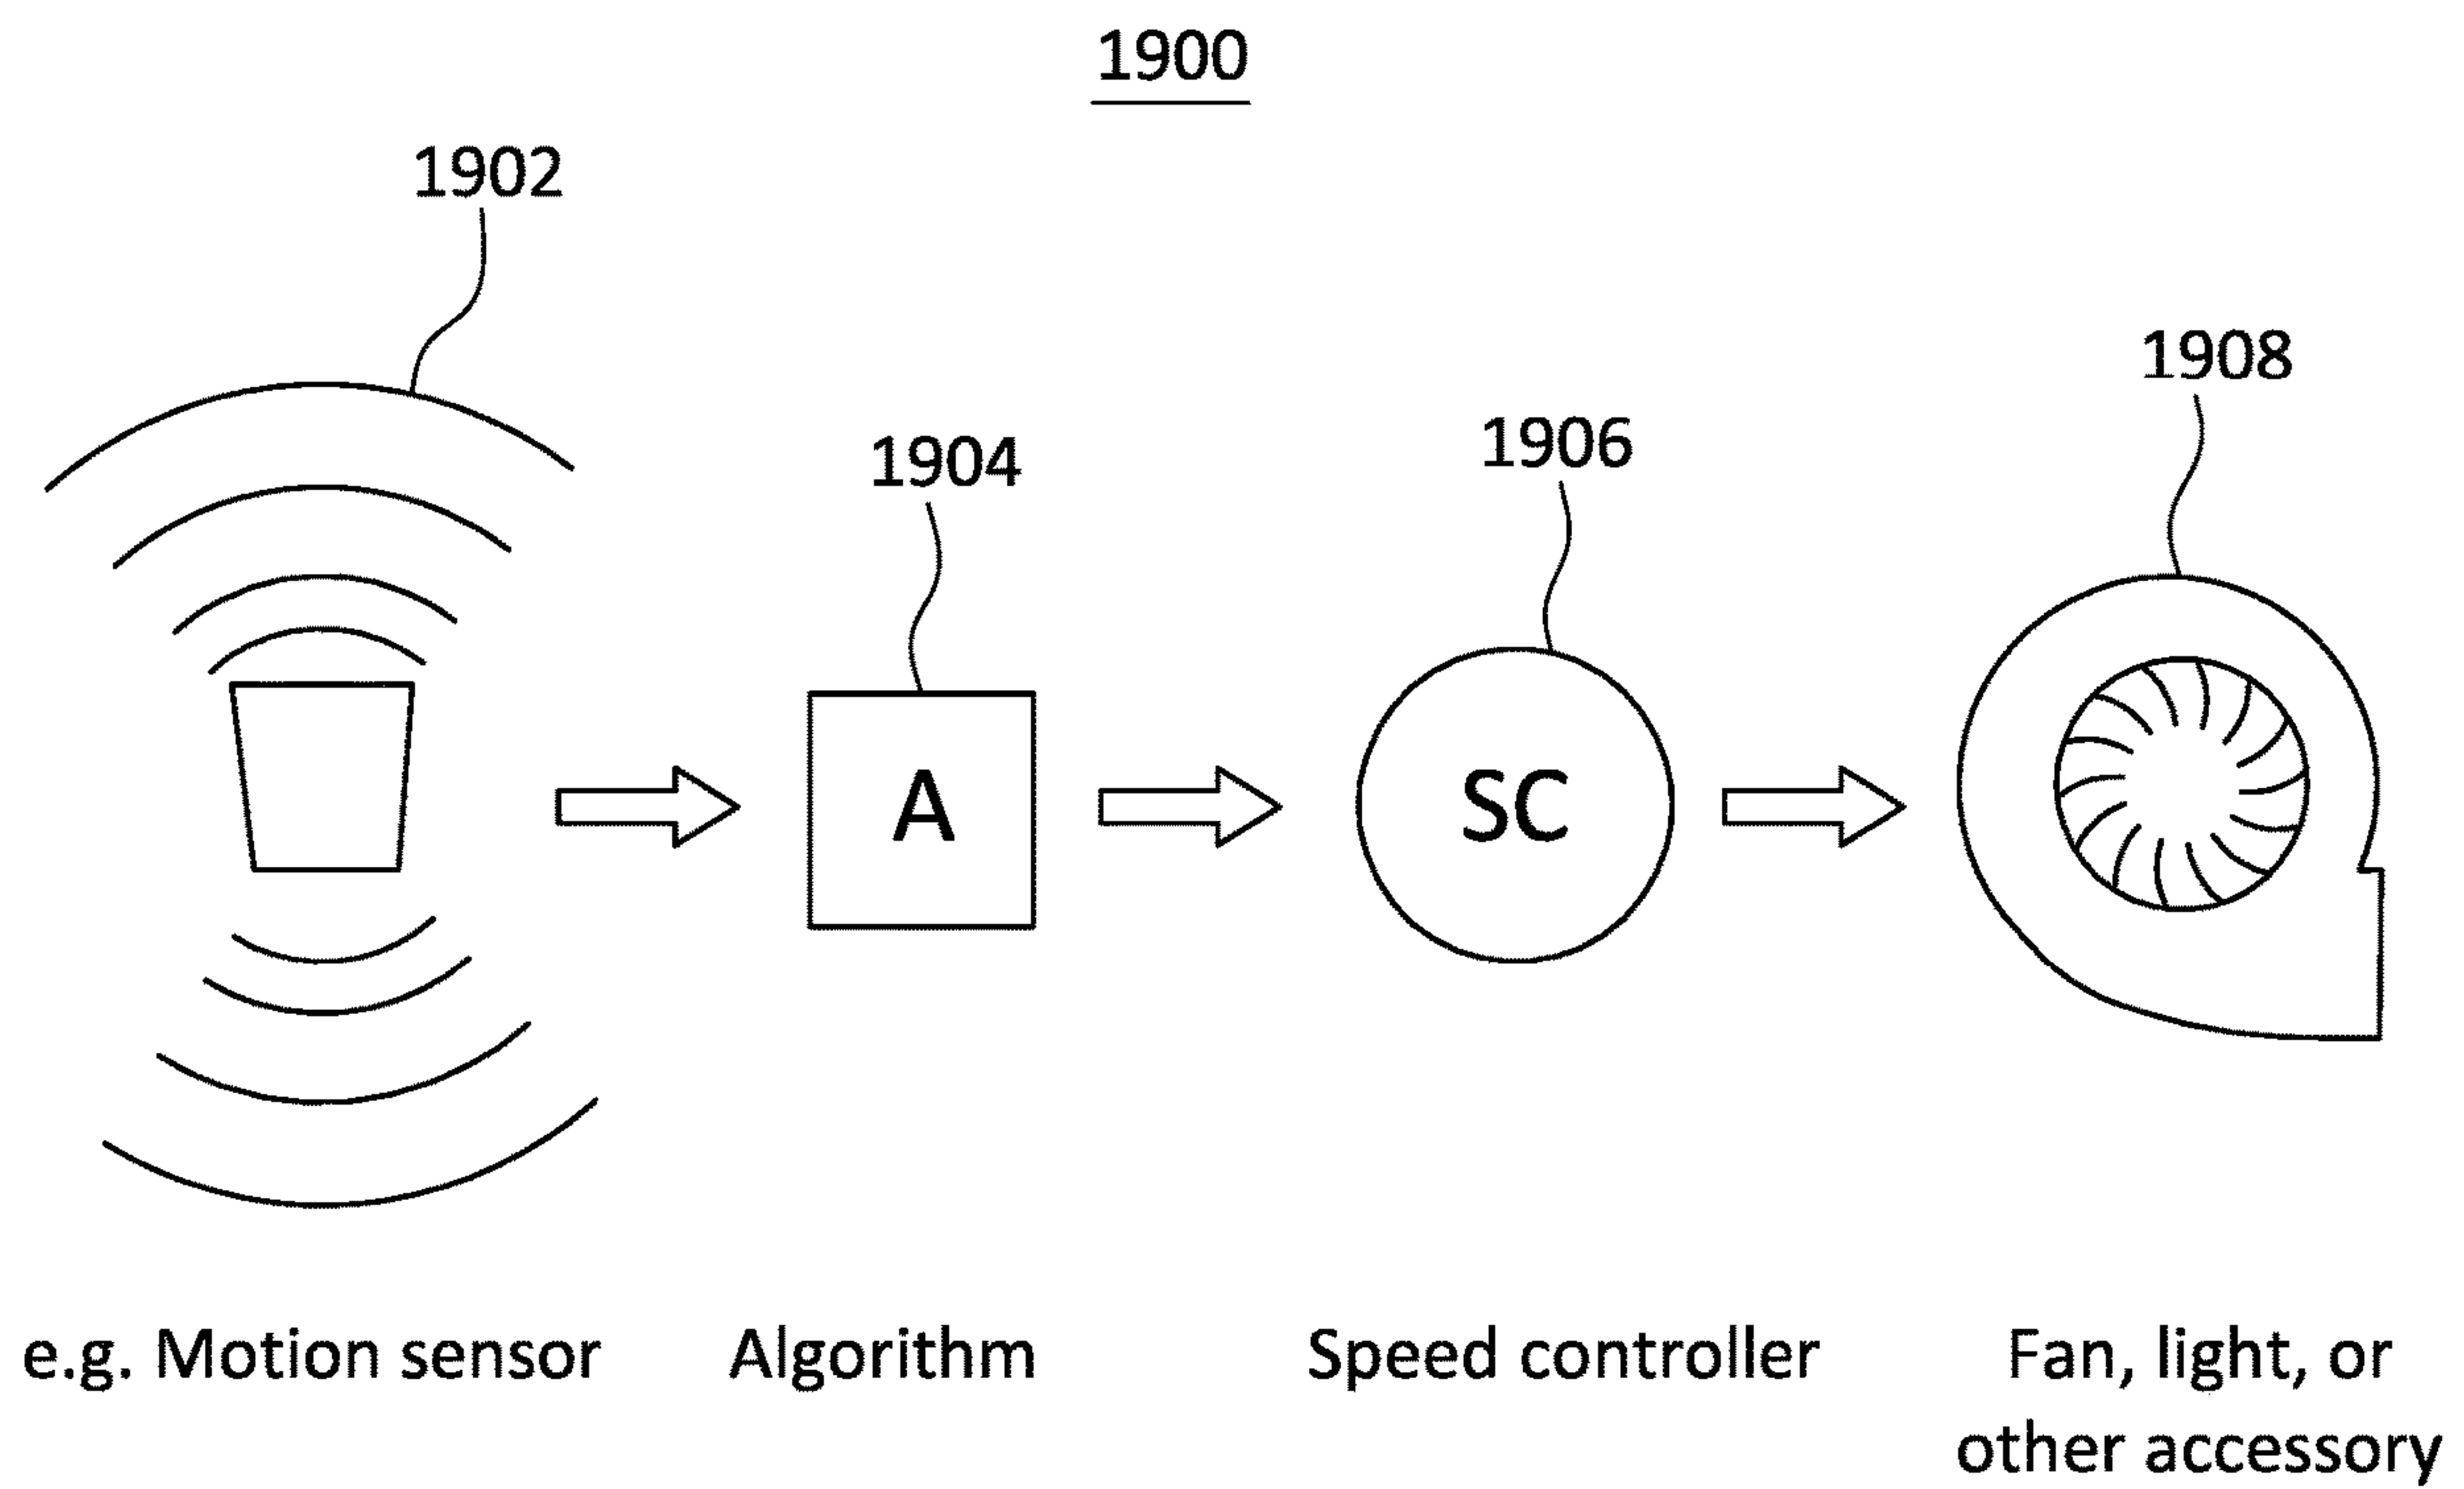 1900
1902
1908
1906
1904
A
SC
e.g. Motion sensor
Algorithm
Speed controller
Fan, light, or
other accessory